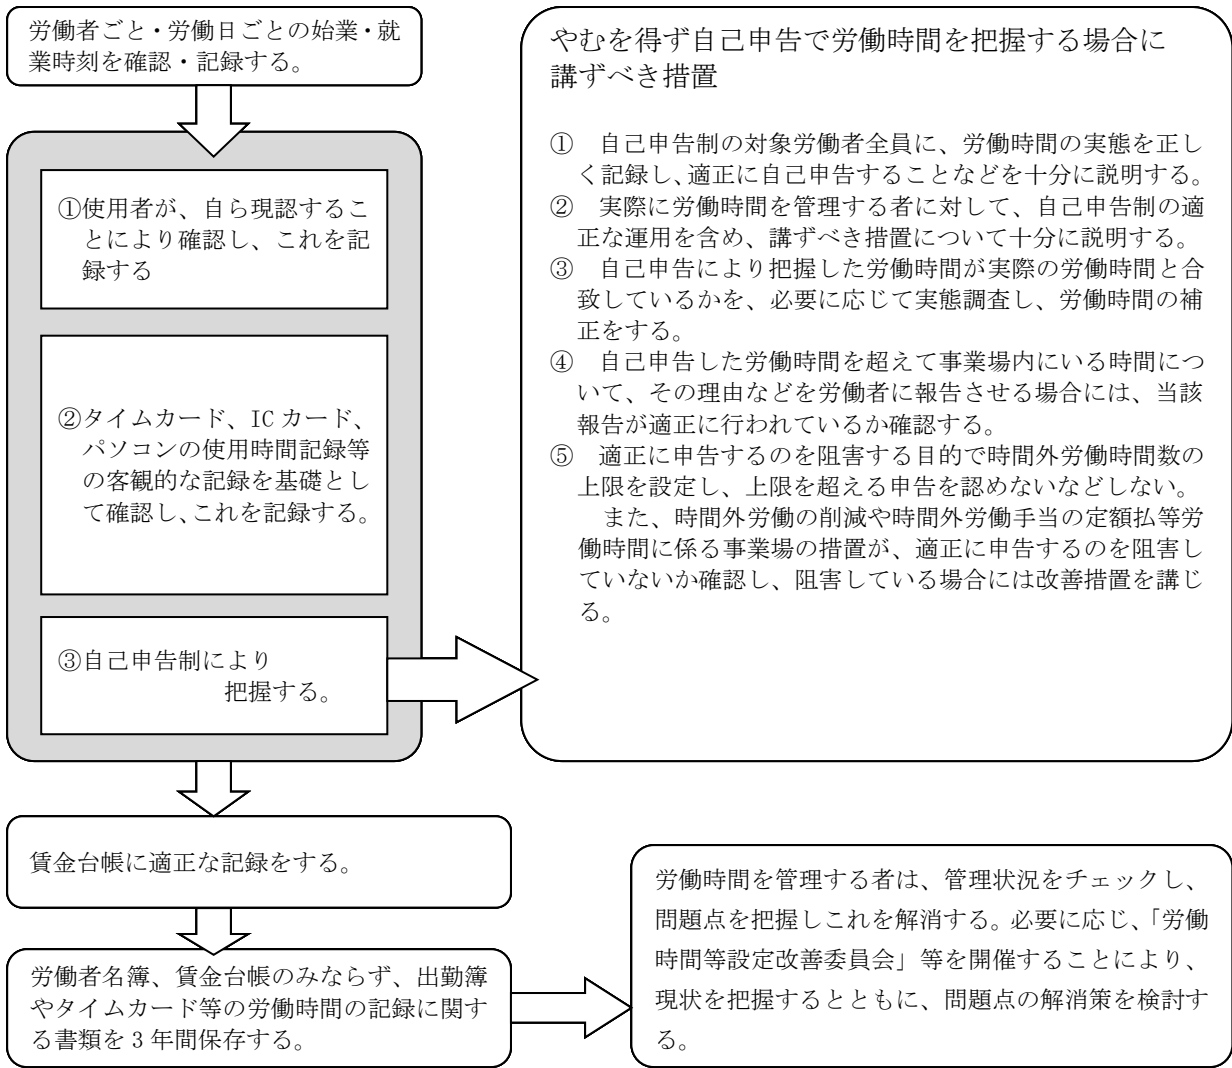 労働者ごと・労働日ごとの始業・就
業時刻を確認・記録する。
①使用者が、自ら現認するこ
とにより確認し、これを記
録する
②タイムカード、IC カード、
パソコンの使用時間記録等
の客観的な記録を基礎とし
て確認し、これを記録する。
③自己申告制により
把握する。
やむを得ず自己申告で労働時間を把握する場合に
講ずべき措置
① 自己申告制の対象労働者全員に、労働時間の実態を正し
く記録し、適正に自己申告することなどを十分に説明する。
② 実際に労働時間を管理する者に対して、自己申告制の適
正な運用を含め、講ずべき措置について十分に説明する。
③ 自己申告により把握した労働時間が実際の労働時間と合
致しているかを、必要に応じて実態調査し、労働時間の補
正をする。
④ 自己申告した労働時間を超えて事業場内にいる時間につ
いて、その理由などを労働者に報告させる場合には、当該
報告が適正に行われているか確認する。
⑤ 適正に申告するのを阻害する目的で時間外労働時間数の
上限を設定し、上限を超える申告を認めないなどしない。
また、時間外労働の削減や時間外労働手当の定額払等労
働時間に係る事業場の措置が、適正に申告するのを阻害し
ていないか確認し、阻害している場合には改善措置を講じ
る。
賃金台帳に適正な記録をする。
労働者名簿、賃金台帳のみならず、出勤簿
やタイムカード等の労働時間の記録に関す
る書類を 3 年間保存する。
労働時間を管理する者は、管理状況をチェックし、
問題点を把握しこれを解消する。必要に応じ、「労働
時間等設定改善委員会」等を開催することにより、
現状を把握するとともに、問題点の解消策を検討す
る。